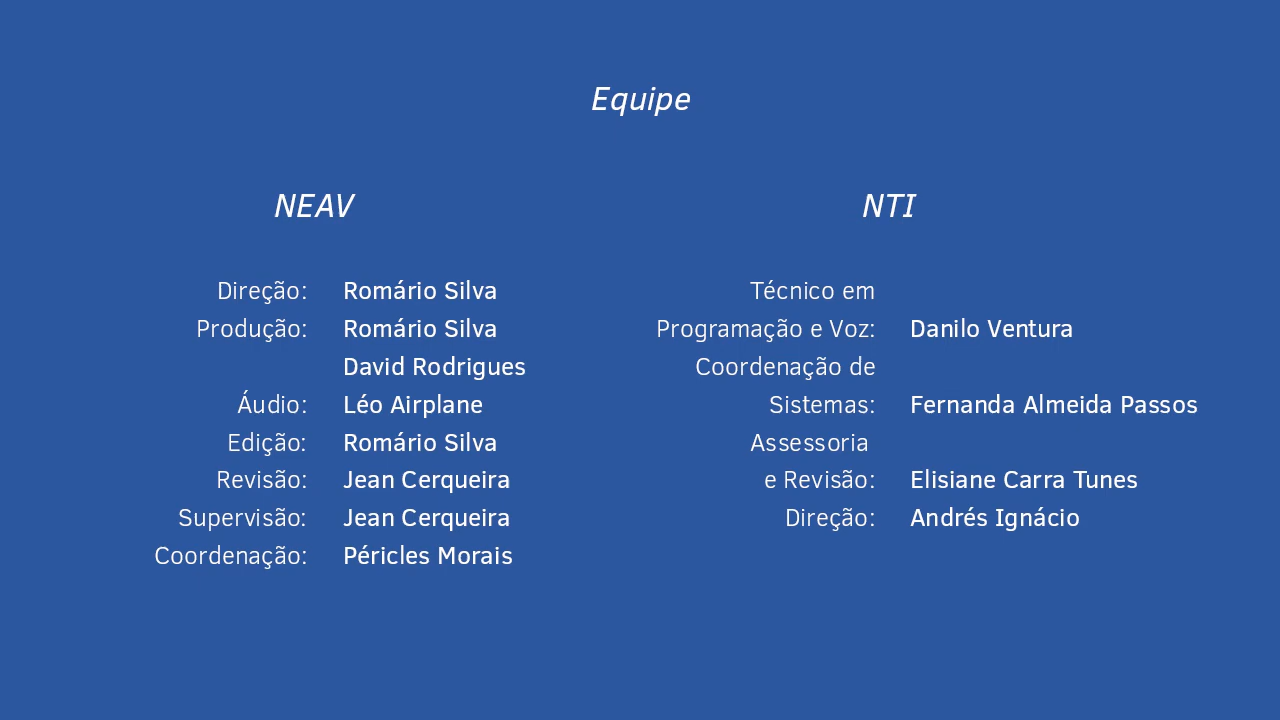 Equipe
NEAV
Direção: Romário Silva
Produção: Romário Silva
David Rodrigues
Áudio: Léo Airplane
Edição: Romário Silva
Revisão: Jean Cerqueira
Supervisão: Jean Cerqueira
Coordenação: Péricles Morais
NTI
Técnico em
Programação e Voz: Danilo Ventura
Coordenação de
Sistemas: Fernanda Almeida Passos
Assessoria
e Revisão: Elisiane Carra Tunes
Direção: Andrés Ignácio